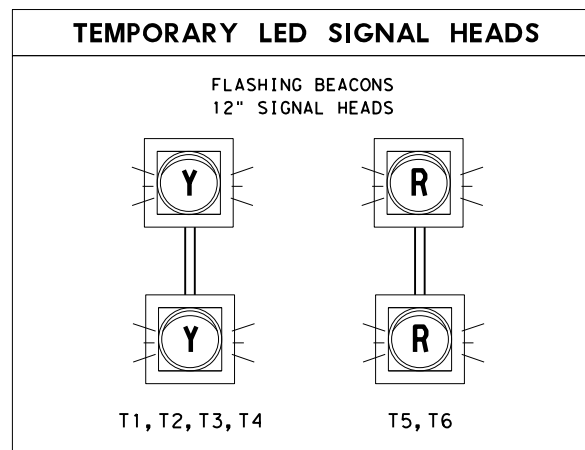 TEMPORARY LED SIGNAL HEADS
FLASHING BEACONS
12" SIGNAL HEADS
Y R
Y R
T1, T2, T3, T4 T5, T6